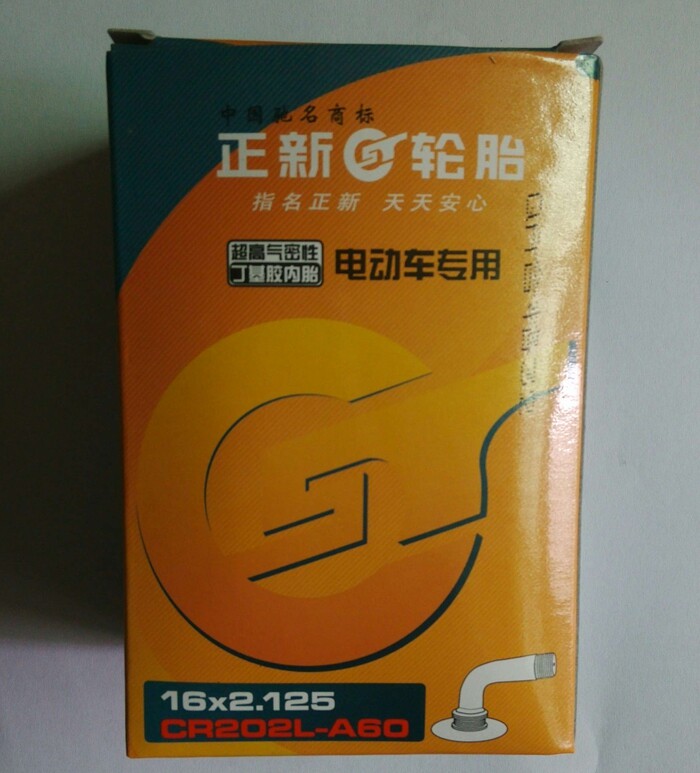 中国驰名商标
正新轮胎
指名正新 天天安心
超高气密性
丁基胶内胎
电动车专用
16x2.125
CR202L-A60